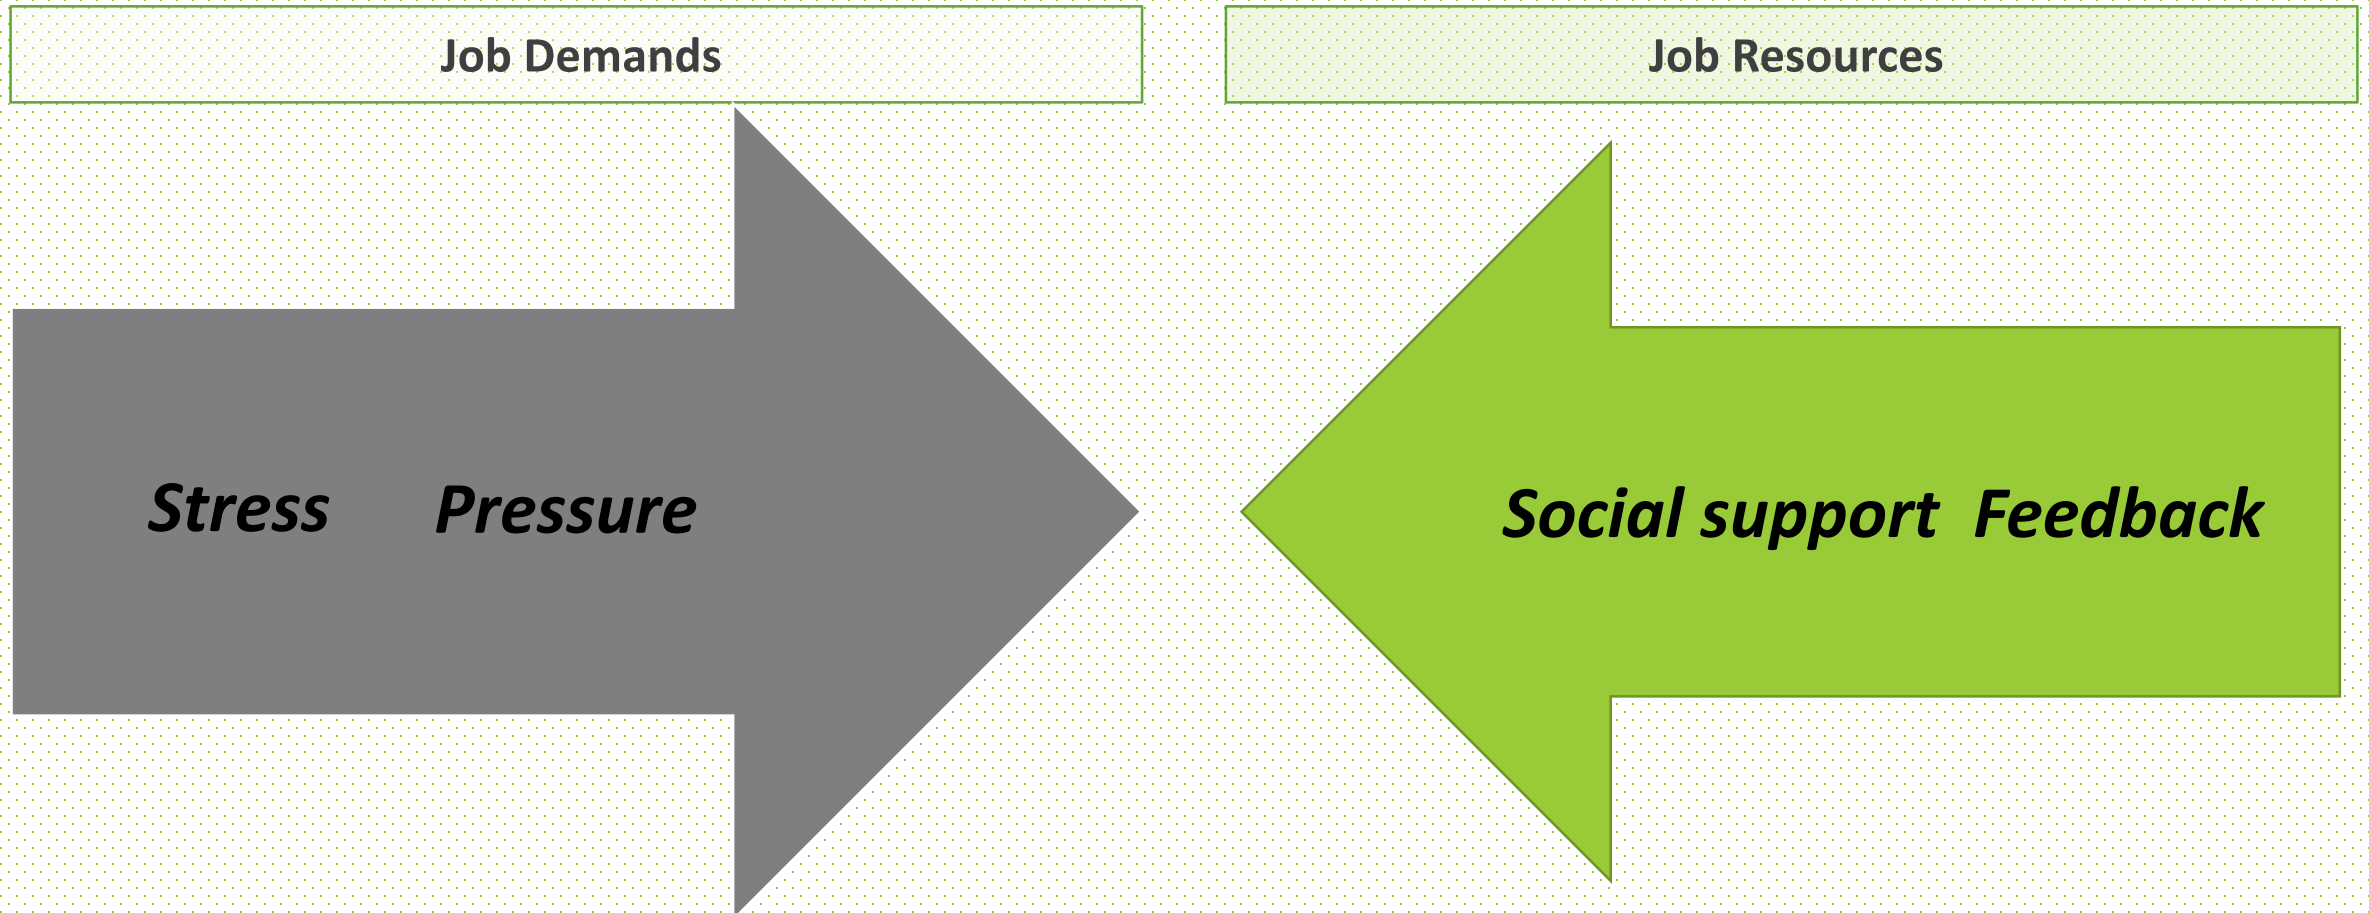 Job Demands
Job Resources
Stress Pressure
Social support Feedback